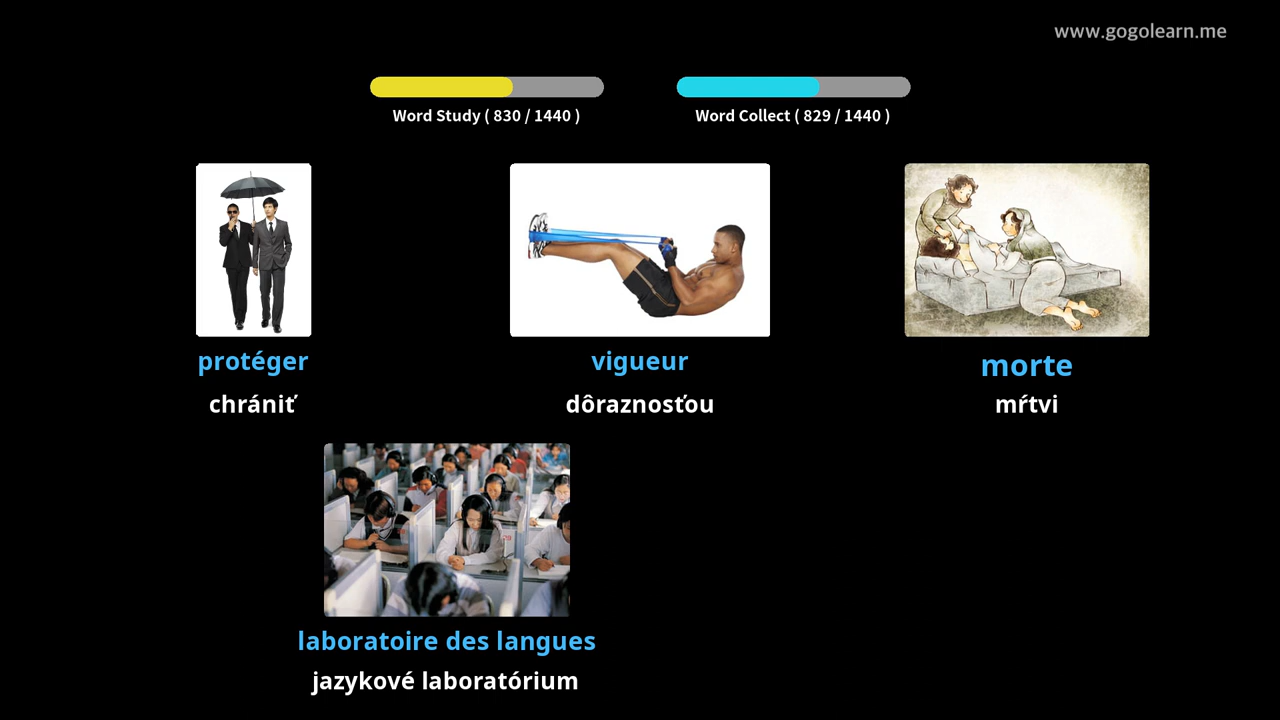 www.gogolearn.me
Word Study ( 830 / 1440 )
Word Collect ( 829 / 1440 )
protéger
vigueur
morte
chrániť
dôraznosťou
mŕtvi
laboratoire des langues
jazykové laboratórium